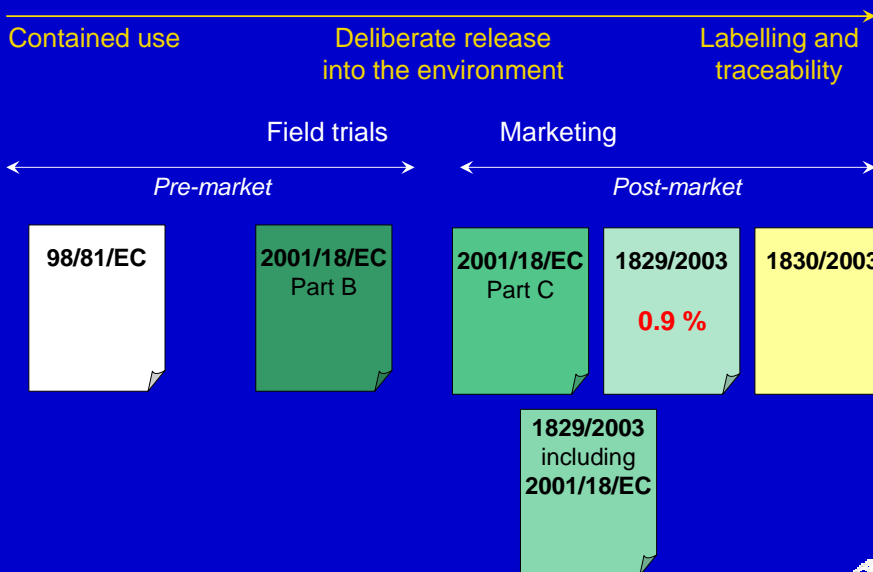 Contained use
Deliberate release
into the environment
Labelling and
traceability
Field trials
Marketing
Pre-market
Post-market
98/81/EC
2001/18/EC
Part B
2001/18/EC
Part C
1829/2003
0.9 %
1830/2003
1829/2003
including
2001/18/EC